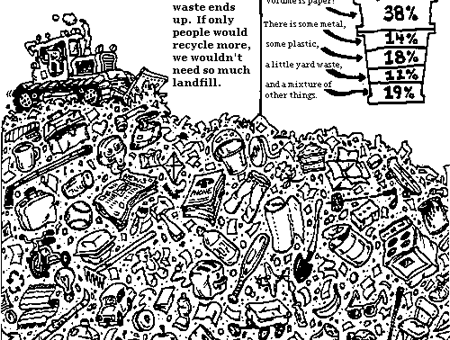 waste ends
up. If only
people would
recycle more,
we wouldn't
need so much
landfill.
volume is paper!
There is some metal,
some plastic,
a little yard waste,
and a mixture of
other things.
38%
14%
18%
11%
19%
PHONE